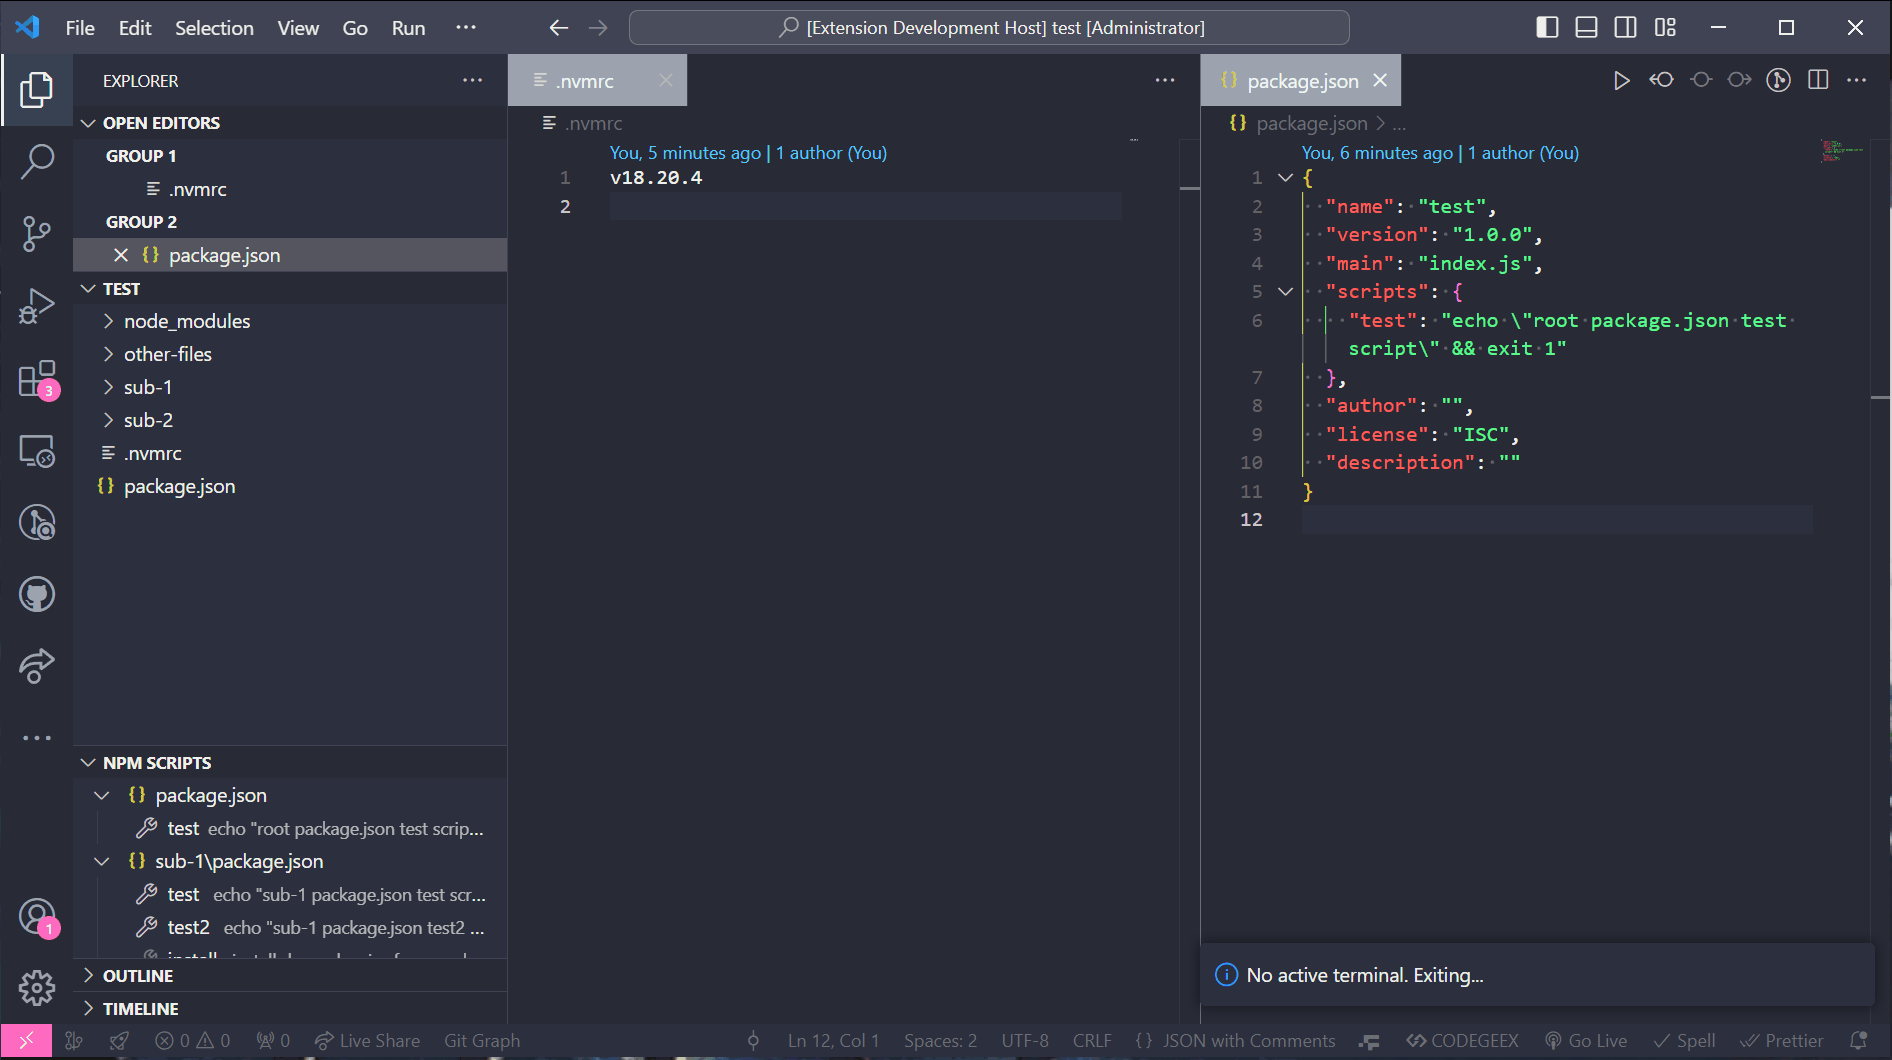 File Edit Selection View Go Run ···
[Extension Development Host] test [Administrator]
EXPLORER
OPEN EDITORS
GROUP 1
.nvmrc
GROUP 2
package.json
TEST
node_modules
other-files
sub-1
sub-2
.nvmrc
package.json
NPM SCRIPTS
package.json
test echo "root package.json test scrip...
sub-1\package.json
test echo "sub-1 package.json test scr...
test2 echo "sub-1 package.json test2 ...
OUTLINE
TIMELINE
3
1
.nvmrc
.nvmrc
You, 5 minutes ago | 1 author (You)
1 v18.20.4
2
package.json
package.json > ...
You, 6 minutes ago | 1 author (You)
1 {
2 "name": "test",
3 "version": "1.0.0",
4 "main": "index.js",
5 "scripts": {
6 "test": "echo \"root package.json test
script\" && exit 1"
7 },
8 "author": "",
9 "license": "ISC",
10 "description": ""
11 }
12
No active terminal. Exiting...
0 0 0 Live Share Git Graph Ln 12, Col 1 Spaces: 2 UTF-8 CRLF {} JSON with Comments CODEGEEX Go Live Spell Prettier